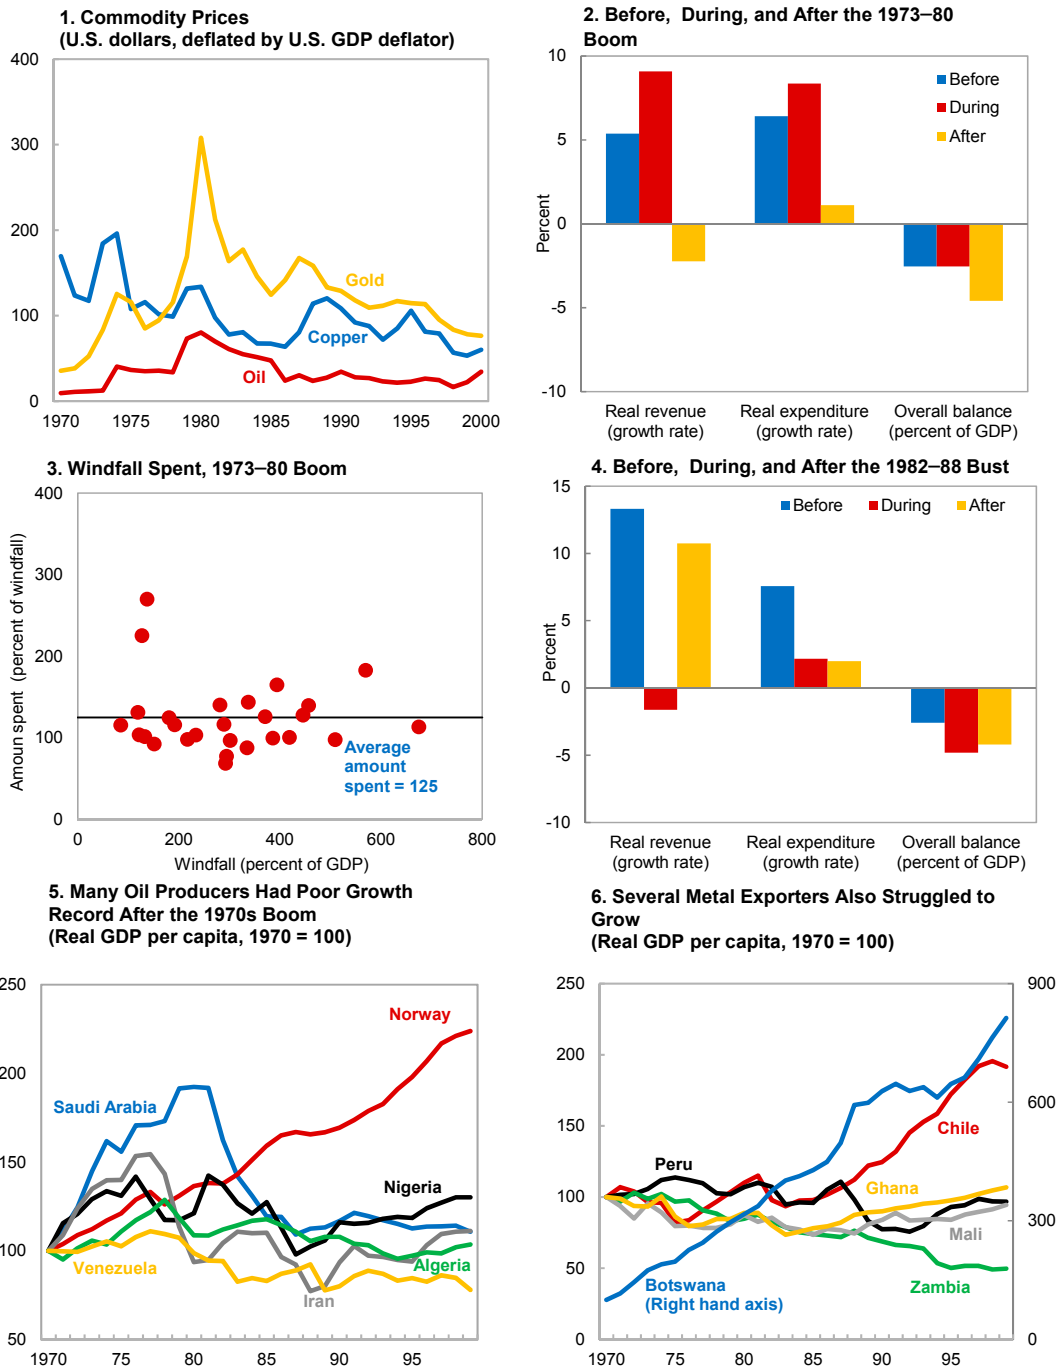 1. Commodity Prices
(U.S. dollars, deflated by U.S. GDP deflator)
400
300
200
100
0
1970
1975
1980
1985
1990
1995
2000
Gold
Copper
Oil
2. Before, During, and After the 1973–80
Boom
10
5
0
-5
-10
Percent
Before
During
After
Real revenue
(growth rate)
Real expenditure
(growth rate)
Overall balance
(percent of GDP)
3. Windfall Spent, 1973–80 Boom
400
300
200
100
0
Amoun spent (percent of windfall)
Average
amount
spent = 125
0
200
400
600
800
Windfall (percent of GDP)
4. Before, During, and After the 1982–88 Bust
15
10
5
0
-5
-10
Percent
Before
During
After
Real revenue
(growth rate)
Real expenditure
(growth rate)
Overall balance
(percent of GDP)
5. Many Oil Producers Had Poor Growth
Record After the 1970s Boom
(Real GDP per capita, 1970 = 100)
250
200
150
100
50
Norway
Saudi Arabia
Nigeria
Venezuela
Algeria
Iran
1970
75
80
85
90
95
6. Several Metal Exporters Also Struggled to
Grow
(Real GDP per capita, 1970 = 100)
250
200
150
100
50
0
900
600
300
0
Peru
Chile
Ghana
Mali
Botswana
(Right hand axis)
Zambia
1970
75
80
85
90
95